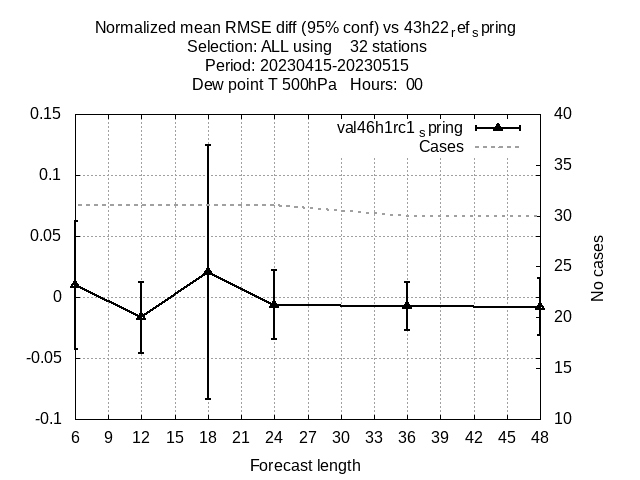 Normalized mean RMSE diff (95% conf) vs 43h22refspring
Selection: ALL using 32 stations
Period: 20230415-20230515
Dew point T 500hPa Hours: 00
val46h1rc1 spring
Cases
0.15
0.1
0.05
0
-0.05
-0.1
40
35
30
25
20
15
10
No cases
6 9 12 15 18 21 24 27 30 33 36 39 42 45 48
Forecast length